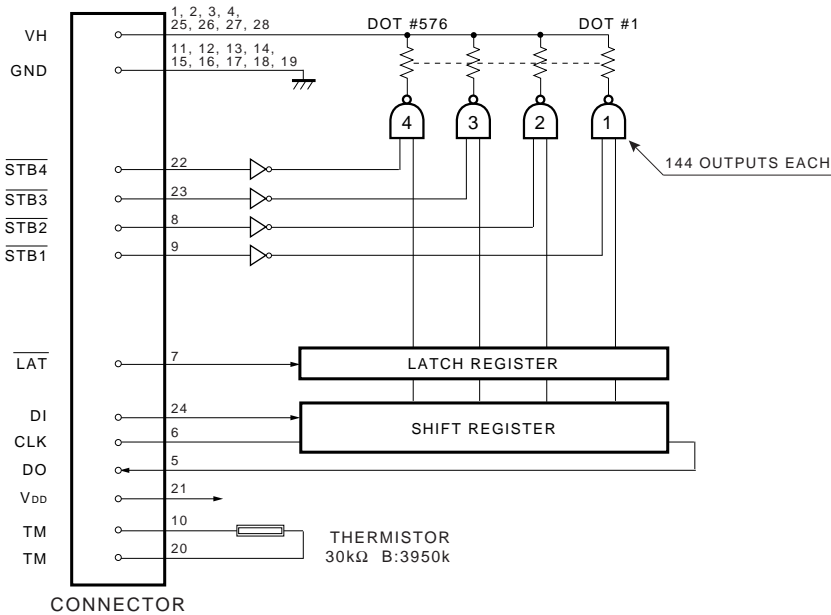 1, 2, 3, 4,
VH 25, 26, 27, 28
DOT #576 DOT #1
11, 12, 13, 14,
GND 15, 16, 17, 18, 19
4 3 2 1
144 OUTPUTS EACH
STB4 22
STB3 23
STB2 8
STB1 9
LAT 7 LATCH REGISTER
DI 24
SHIFT REGISTER
CLK 6
DO 5
VDD 21
TM 10
THERMISTOR
30kΩ B:3950k
TM 20
CONNECTOR